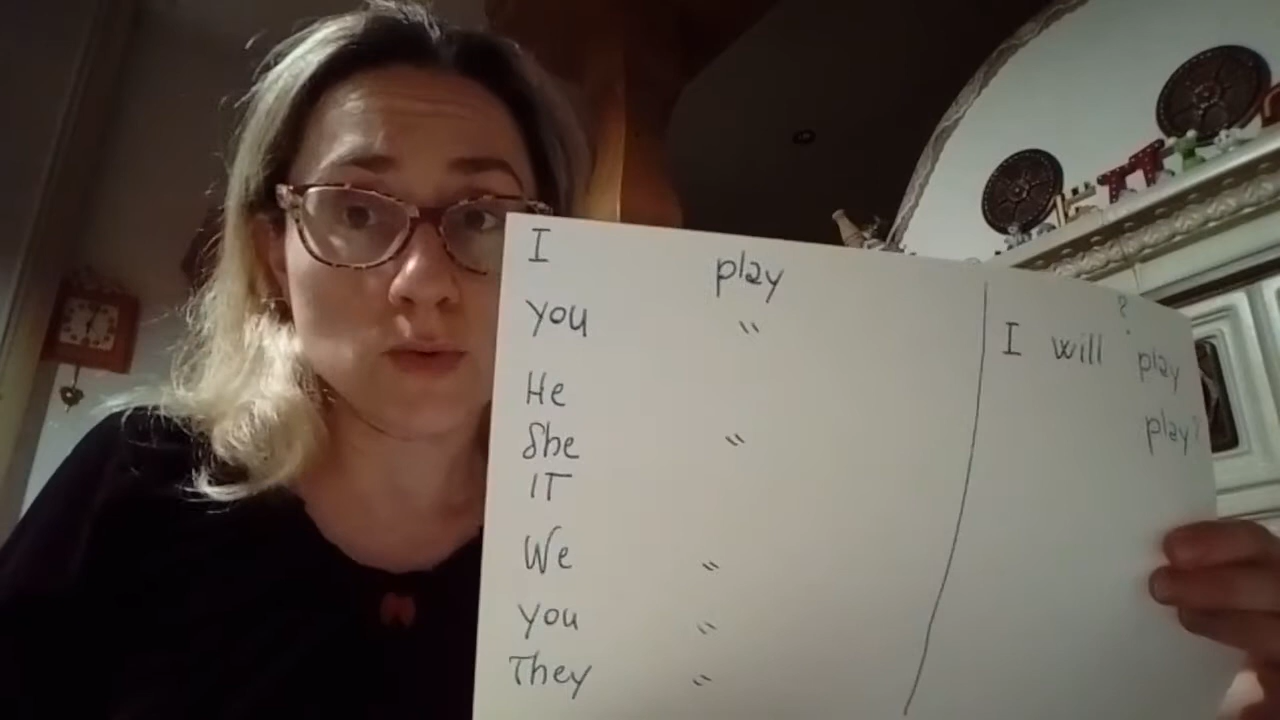 I play
you "
He
She "
IT
We "
you "
They "
?
I will play
play?